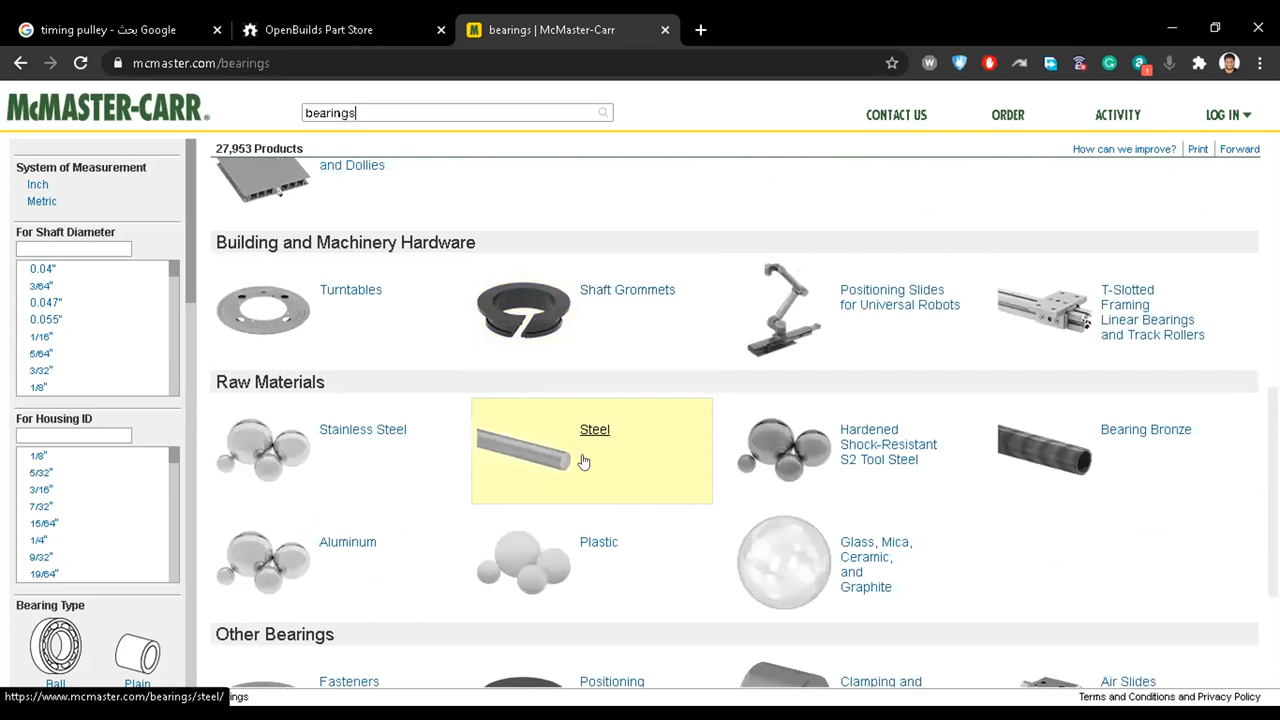 timing pulley - بحث Google
OpenBuilds Part Store
bearings | McMaster-Carr
mcmaster.com/bearings
1
McMASTER-CARR®
bearings
CONTACT US
ORDER
ACTIVITY
LOG IN
27,953 Products
How can we improve?
Print
Forward
System of Measurement
Inch
Metric
For Shaft Diameter
0.04"
3/64"
0.047"
0.055"
1/16"
5/64"
3/32"
1/8"
For Housing ID
1/8"
5/32"
3/16"
7/32"
15/64"
1/4"
9/32"
19/64"
Bearing Type
Ball
Plain
and Dollies
Building and Machinery Hardware
Turntables
Shaft Grommets
Positioning Slides
for Universal Robots
T-Slotted
Framing
Linear Bearings
and Track Rollers
Raw Materials
Stainless Steel
Steel
Hardened
Shock-Resistant
S2 Tool Steel
Bearing Bronze
Aluminum
Plastic
Glass, Mica,
Ceramic,
and
Graphite
Other Bearings
Fasteners
Positioning
Clamping and
Air Slides
https://www.mcmaster.com/bearings/steel/
Terms and Conditions and Privacy Policy